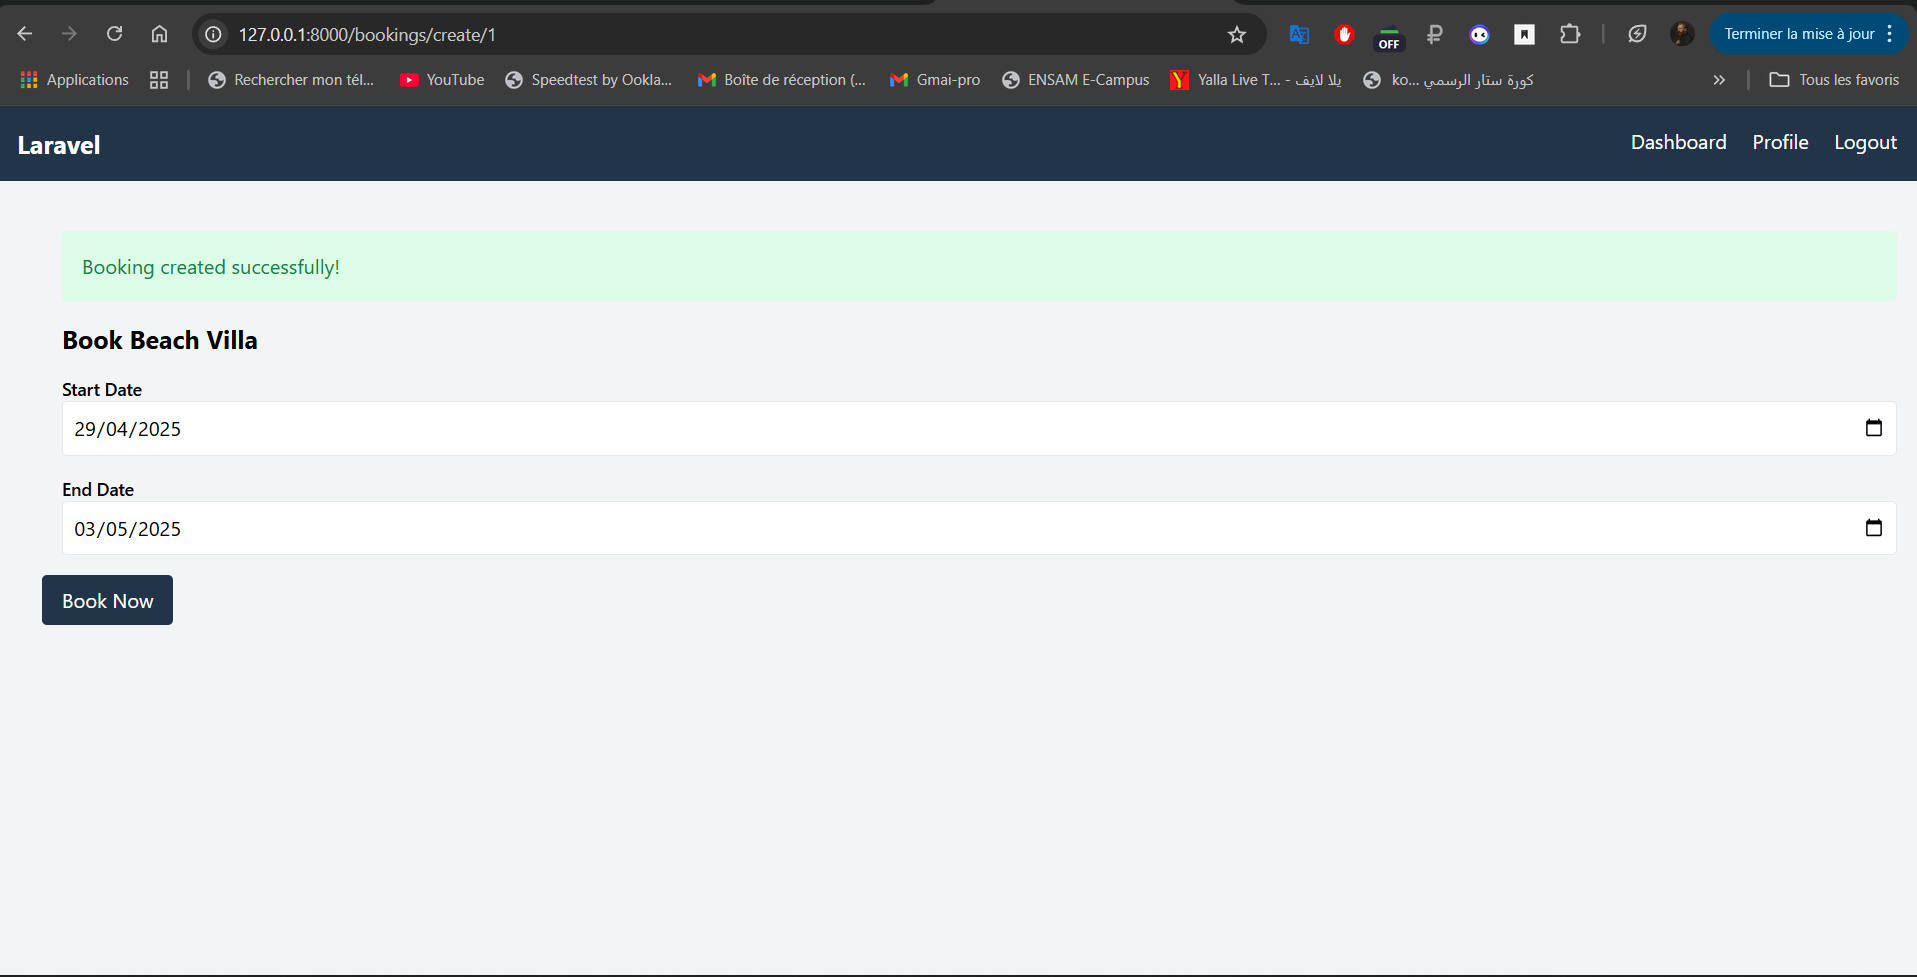 127.0.0.1:8000/bookings/create/1
OFF
Terminer la mise à jour
Applications
Rechercher mon tél...
YouTube
Speedtest by Ookla...
Boîte de réception (...
Gmai-pro
ENSAM E-Campus
Yalla Live T... - يلا لايف
ko... كورة ستار الرسمي
Tous les favoris
Laravel
Dashboard
Profile
Logout
Booking created successfully!
Book Beach Villa
Start Date
29/04/2025
End Date
03/05/2025
Book Now